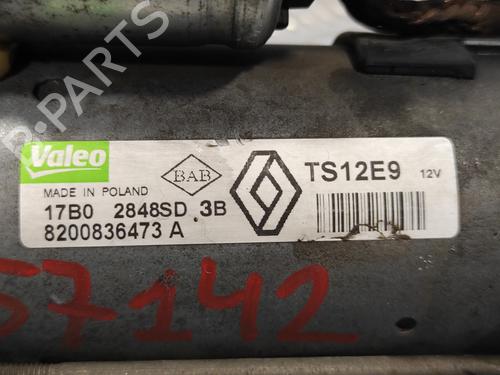 B-PARTS
Valeo
MADE IN POLAND
BAB
TS12E9 12V
17B0 2848SD .3B
8200836473 A
57142